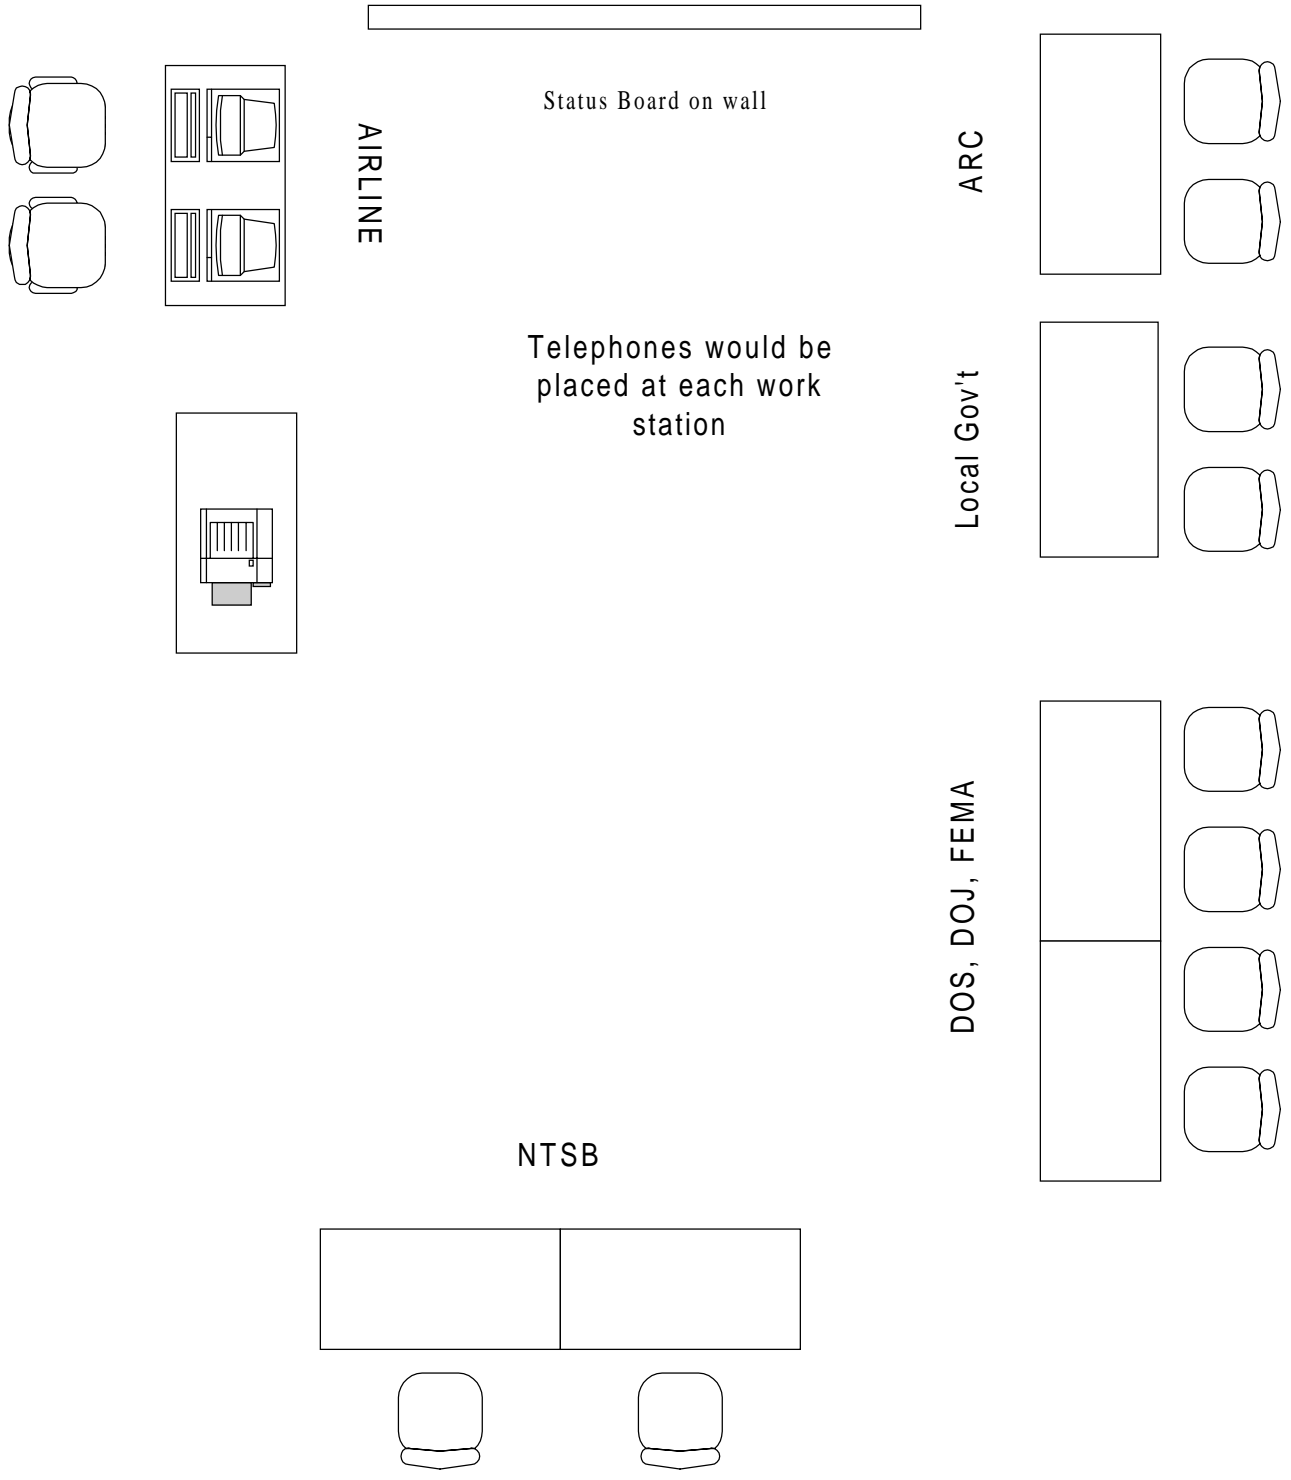 Status Board on wall
AIRLINE
ARC
Telephones would be
placed at each work
station
Local Gov't
DOS, DOJ, FEMA
NTSB